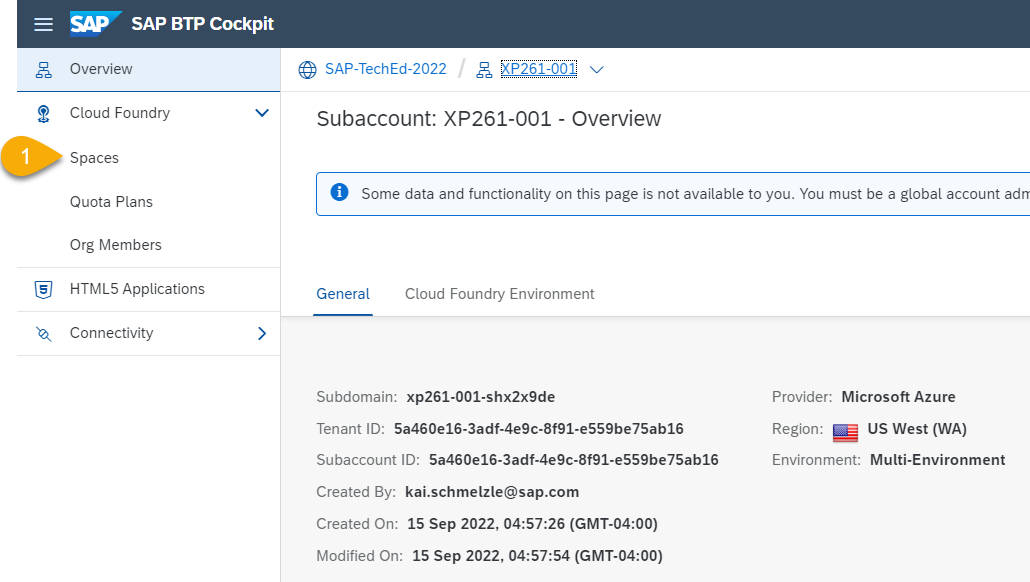 SAP SAP BTP Cockpit
Overview
Cloud Foundry
1
Spaces
Quota Plans
Org Members
HTML5 Applications
5
Connectivity
SAP-TechEd-2022 / XP261-001
Subaccount: XP261-001 - Overview
i Some data and functionality on this page is not available to you. You must be a global account adm
General Cloud Foundry Environment
Subdomain: xp261-001-shx2x9de
Tenant ID: 5a460e16-3adf-4e9c-8f91-e559be75ab16
Subaccount ID: 5a460e16-3adf-4e9c-8f91-e559be75ab16
Created By: kai.schmelzle@sap.com
Created On: 15 Sep 2022, 04:57:26 (GMT-04:00)
Modified On: 15 Sep 2022, 04:57:54 (GMT-04:00)
Provider: Microsoft Azure
Region: US West (WA)
Environment: Multi-Environment